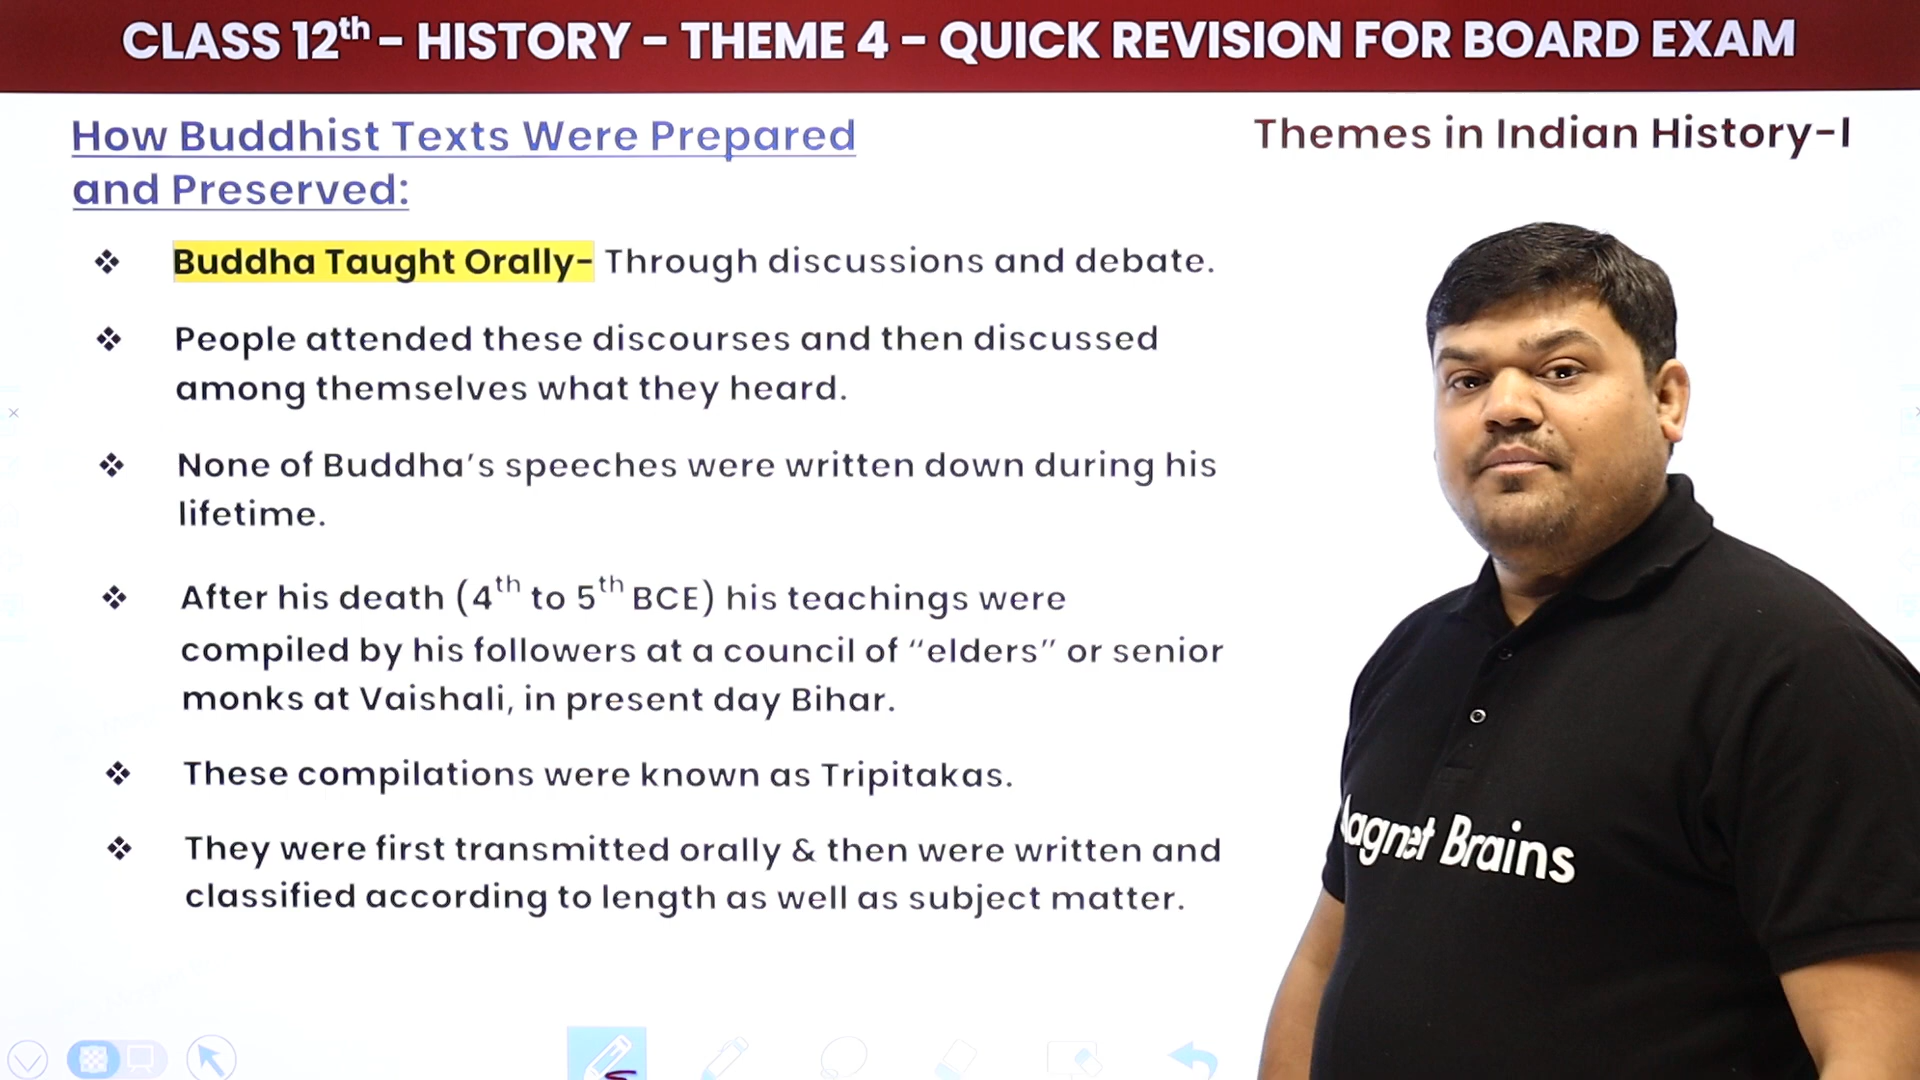 CLASS 12th - HISTORY - THEME 4 - QUICK REVISION FOR BOARD EXAM
How Buddhist Texts Were Prepared
and Preserved:
Themes in Indian History-I
❖ Buddha Taught Orally- Through discussions and debate.
❖ People attended these discourses and then discussed
among themselves what they heard.
❖ None of Buddha's speeches were written down during his
lifetime.
❖ After his death (4th to 5th BCE) his teachings were
compiled by his followers at a council of “elders” or senior
monks at Vaishali, in present day Bihar.
❖ These compilations were known as Tripitakas.
❖ They were first transmitted orally & then were written and
classified according to length as well as subject matter.
agnet Brains